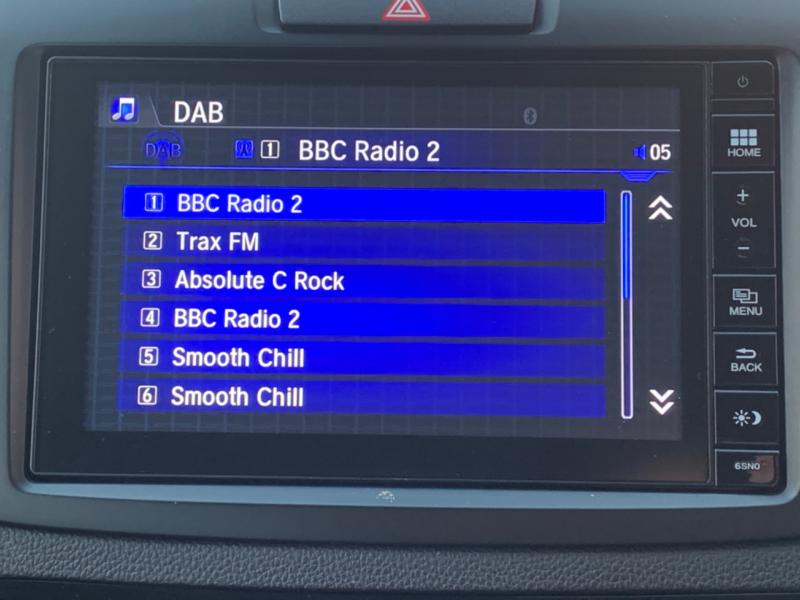 DAB
DAB 1 BBC Radio 2 05
1 BBC Radio 2
2 Trax FM
3 Absolute C Rock
4 BBC Radio 2
5 Smooth Chill
6 Smooth Chill
HOME
+
VOL
−
MENU
BACK
6SN0